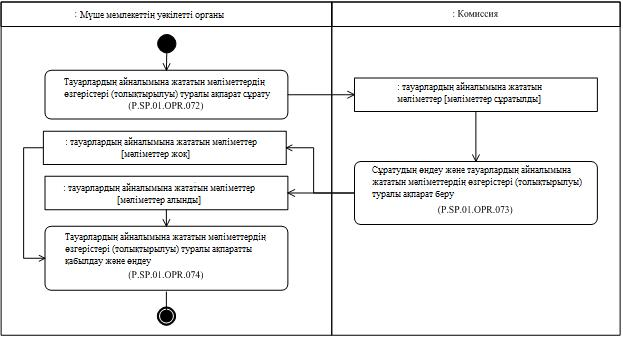 : Мүше мемлекеттің уәкілетті органы
: Комиссия
Тауарлардың айналымына жататын мәліметтердің
өзгерістері (толықтырылуы) туралы ақпарат сұрату
(P.SP.01.OPR.072)
: тауарлардың айналымына жататын
мәліметтер [мәліметтер сұратылды]
: тауарлардың айналымына жататын мәліметтер
[мәліметтер жоқ]
Сұратудың өңдеу және тауарлардың айналымына
жататын мәліметтердің өзгерістері (толықтырылуы)
туралы ақпарат беру
(P.SP.01.OPR.073)
: тауарлардың айналымына жататын мәліметтер
[мәліметтер алынды]
Тауарлардың айналымына жататын мәліметтердің
өзгерістері (толықтырылуы) туралы ақпаратты
қабылдау және өңдеу
(P.SP.01.OPR.074)